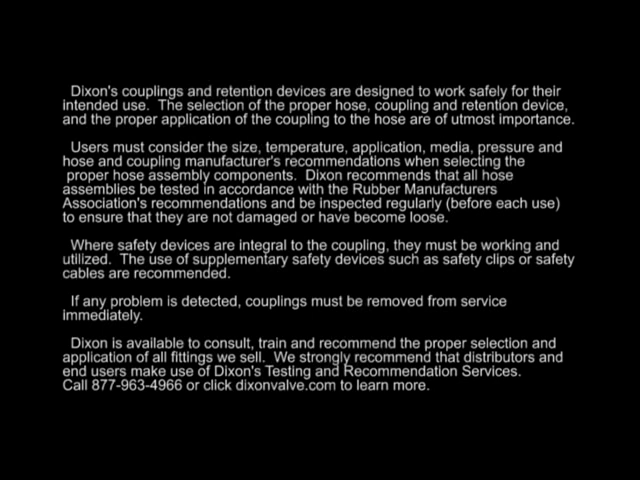 Dixon's couplings and retention devices are designed to work safely for their
intended use. The selection of the proper hose, coupling and retention device,
and the proper application of the coupling to the hose are of utmost importance.
Users must consider the size, temperature, application, media, pressure and
hose and coupling manufacturer's recommendations when selecting the
proper hose assembly components. Dixon recommends that all hose
assemblies be tested in accordance with the Rubber Manufacturers
Association's recommendations and be inspected regularly (before each use)
to ensure that they are not damaged or have become loose.
Where safety devices are integral to the coupling, they must be working and
utilized. The use of supplementary safety devices such as safety clips or safety
cables are recommended.
If any problem is detected, couplings must be removed from service
immediately.
Dixon is available to consult, train and recommend the proper selection and
application of all fittings we sell. We strongly recommend that distributors and
end users make use of Dixon's Testing and Recommendation Services.
Call 877-963-4966 or click dixonvalve.com to learn more.